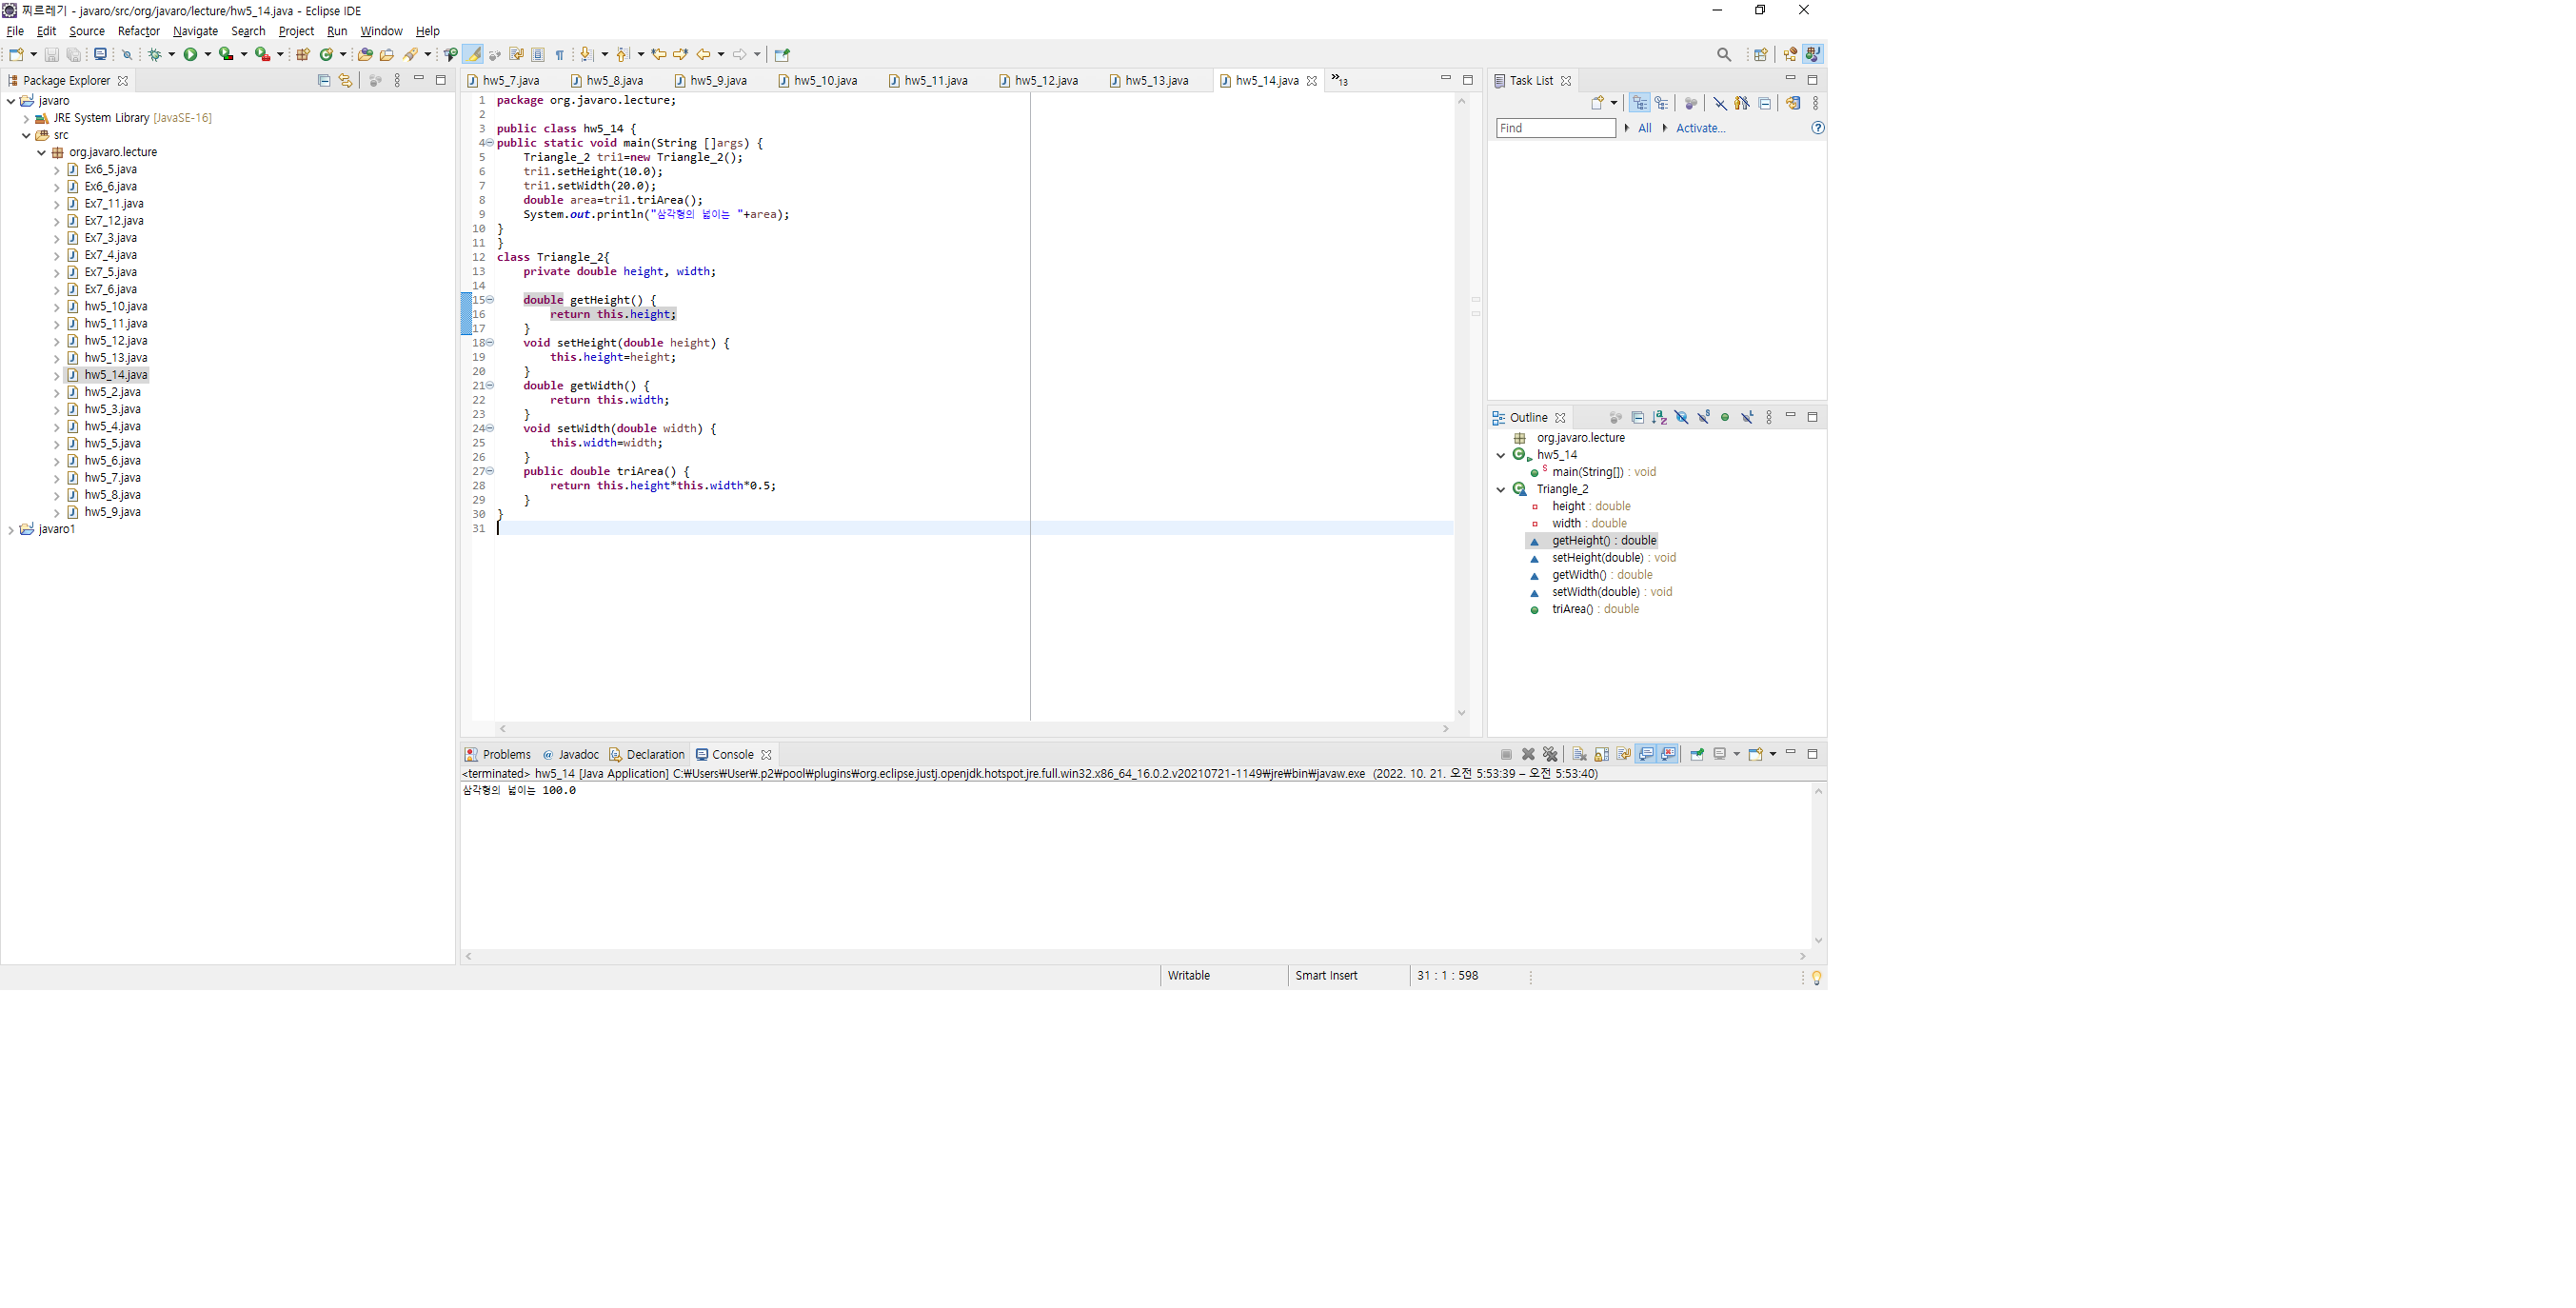 찌르레기 - javaro/src/org/javaro/lecture/hw5_14.java - Eclipse IDE
File Edit Source Refactor Navigate Search Project Run Window Help
Package Explorer
javaro
JRE System Library [JavaSE-16]
src
org.javaro.lecture
Ex6_5.java
Ex6_6.java
Ex7_11.java
Ex7_12.java
Ex7_3.java
Ex7_4.java
Ex7_5.java
Ex7_6.java
hw5_10.java
hw5_11.java
hw5_12.java
hw5_13.java
hw5_14.java
hw5_2.java
hw5_3.java
hw5_4.java
hw5_5.java
hw5_6.java
hw5_7.java
hw5_8.java
hw5_9.java
javaro1
hw5_7.java hw5_8.java hw5_9.java hw5_10.java hw5_11.java hw5_12.java hw5_13.java hw5_14.java »13
1 package org.javaro.lecture;
2
3 public class hw5_14 {
4 public static void main(String []args) {
5 Triangle_2 tri1=new Triangle_2();
6 tri1.setHeight(10.0);
7 tri1.setWidth(20.0);
8 double area=tri1.triArea();
9 System.out.println("삼각형의 넓이는 "+area);
10 }
11 }
12 class Triangle_2{
13 private double height, width;
14
15 double getHeight() {
16 return this.height;
17 }
18 void setHeight(double height) {
19 this.height=height;
20 }
21 double getWidth() {
22 return this.width;
23 }
24 void setWidth(double width) {
25 this.width=width;
26 }
27 public double triArea() {
28 return this.height*this.width*0.5;
29 }
30 }
31
Task List
Find All Activate...
Outline
org.javaro.lecture
hw5_14
main(String[]) : void
Triangle_2
height : double
width : double
getHeight() : double
setHeight(double) : void
getWidth() : double
setWidth(double) : void
triArea() : double
Problems Javadoc Declaration Console
<terminated> hw5_14 [Java Application] C:₩Users₩User₩.p2₩pool₩plugins₩org.eclipse.justj.openjdk.hotspot.jre.full.win32.x86_64_16.0.2.v20210721-1149₩jre₩bin₩javaw.exe (2022. 10. 21. 오전 5:53:39 – 오전 5:53:40)
삼각형의 넓이는 100.0
Writable Smart Insert 31 : 1 : 598